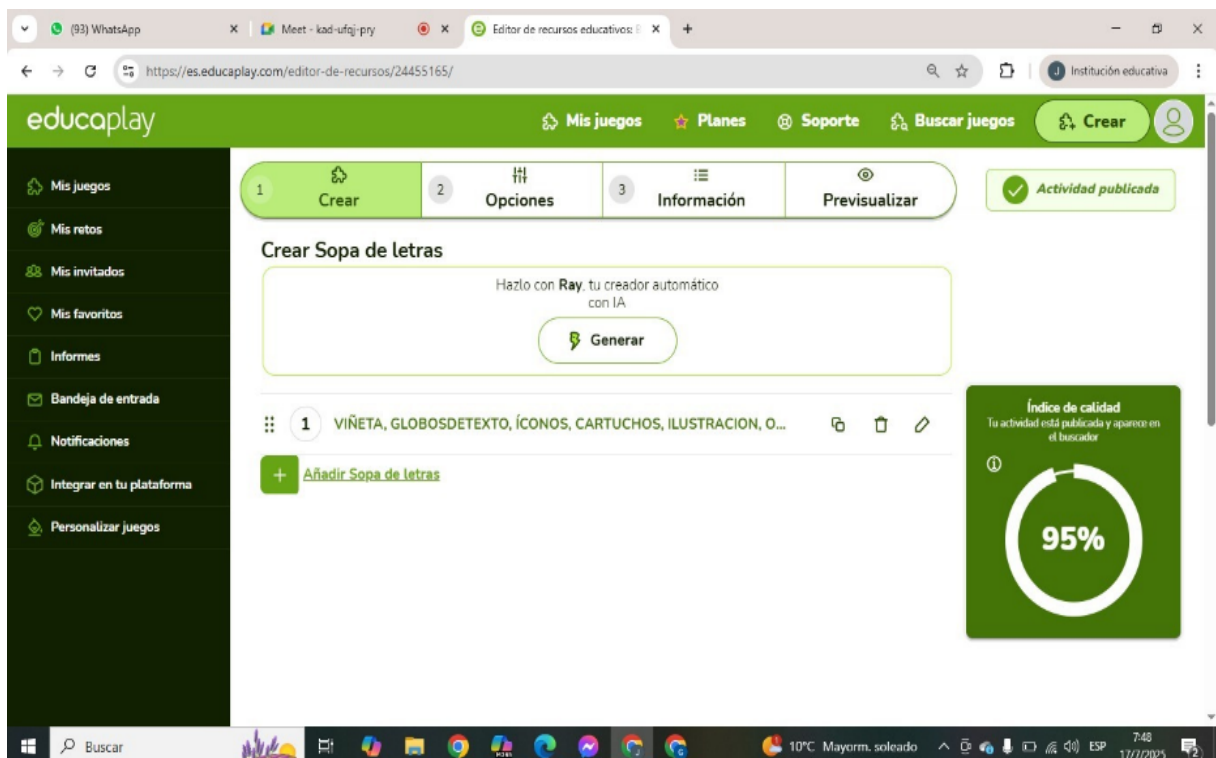 (93) WhatsApp
Meet - kad-ufqj-pry
Editor de recursos educativos: E
https://es.educaplay.com/editor-de-recursos/24455165/
J Institución educativa
educaplay
Mis juegos
Planes
Soporte
Buscar juegos
Crear
Mis juegos
Mis retos
Mis invitados
Mis favoritos
Informes
Bandeja de entrada
Notificaciones
Integrar en tu plataforma
Personalizar juegos
1 Crear
2 Opciones
3 Información
Previsualizar
Actividad publicada
Crear Sopa de letras
Hazlo con Ray, tu creador automático
con IA
Generar
1 VIÑETA, GLOBOSDETEXTO, ÍCONOS, CARTUCHOS, ILUSTRACION, O...
+ Añadir Sopa de letras
Índice de calidad
Tu actividad está publicada y aparece en
el buscador
95%
Buscar
10°C Mayorm. soleado
ESP
7:48
17/7/2025